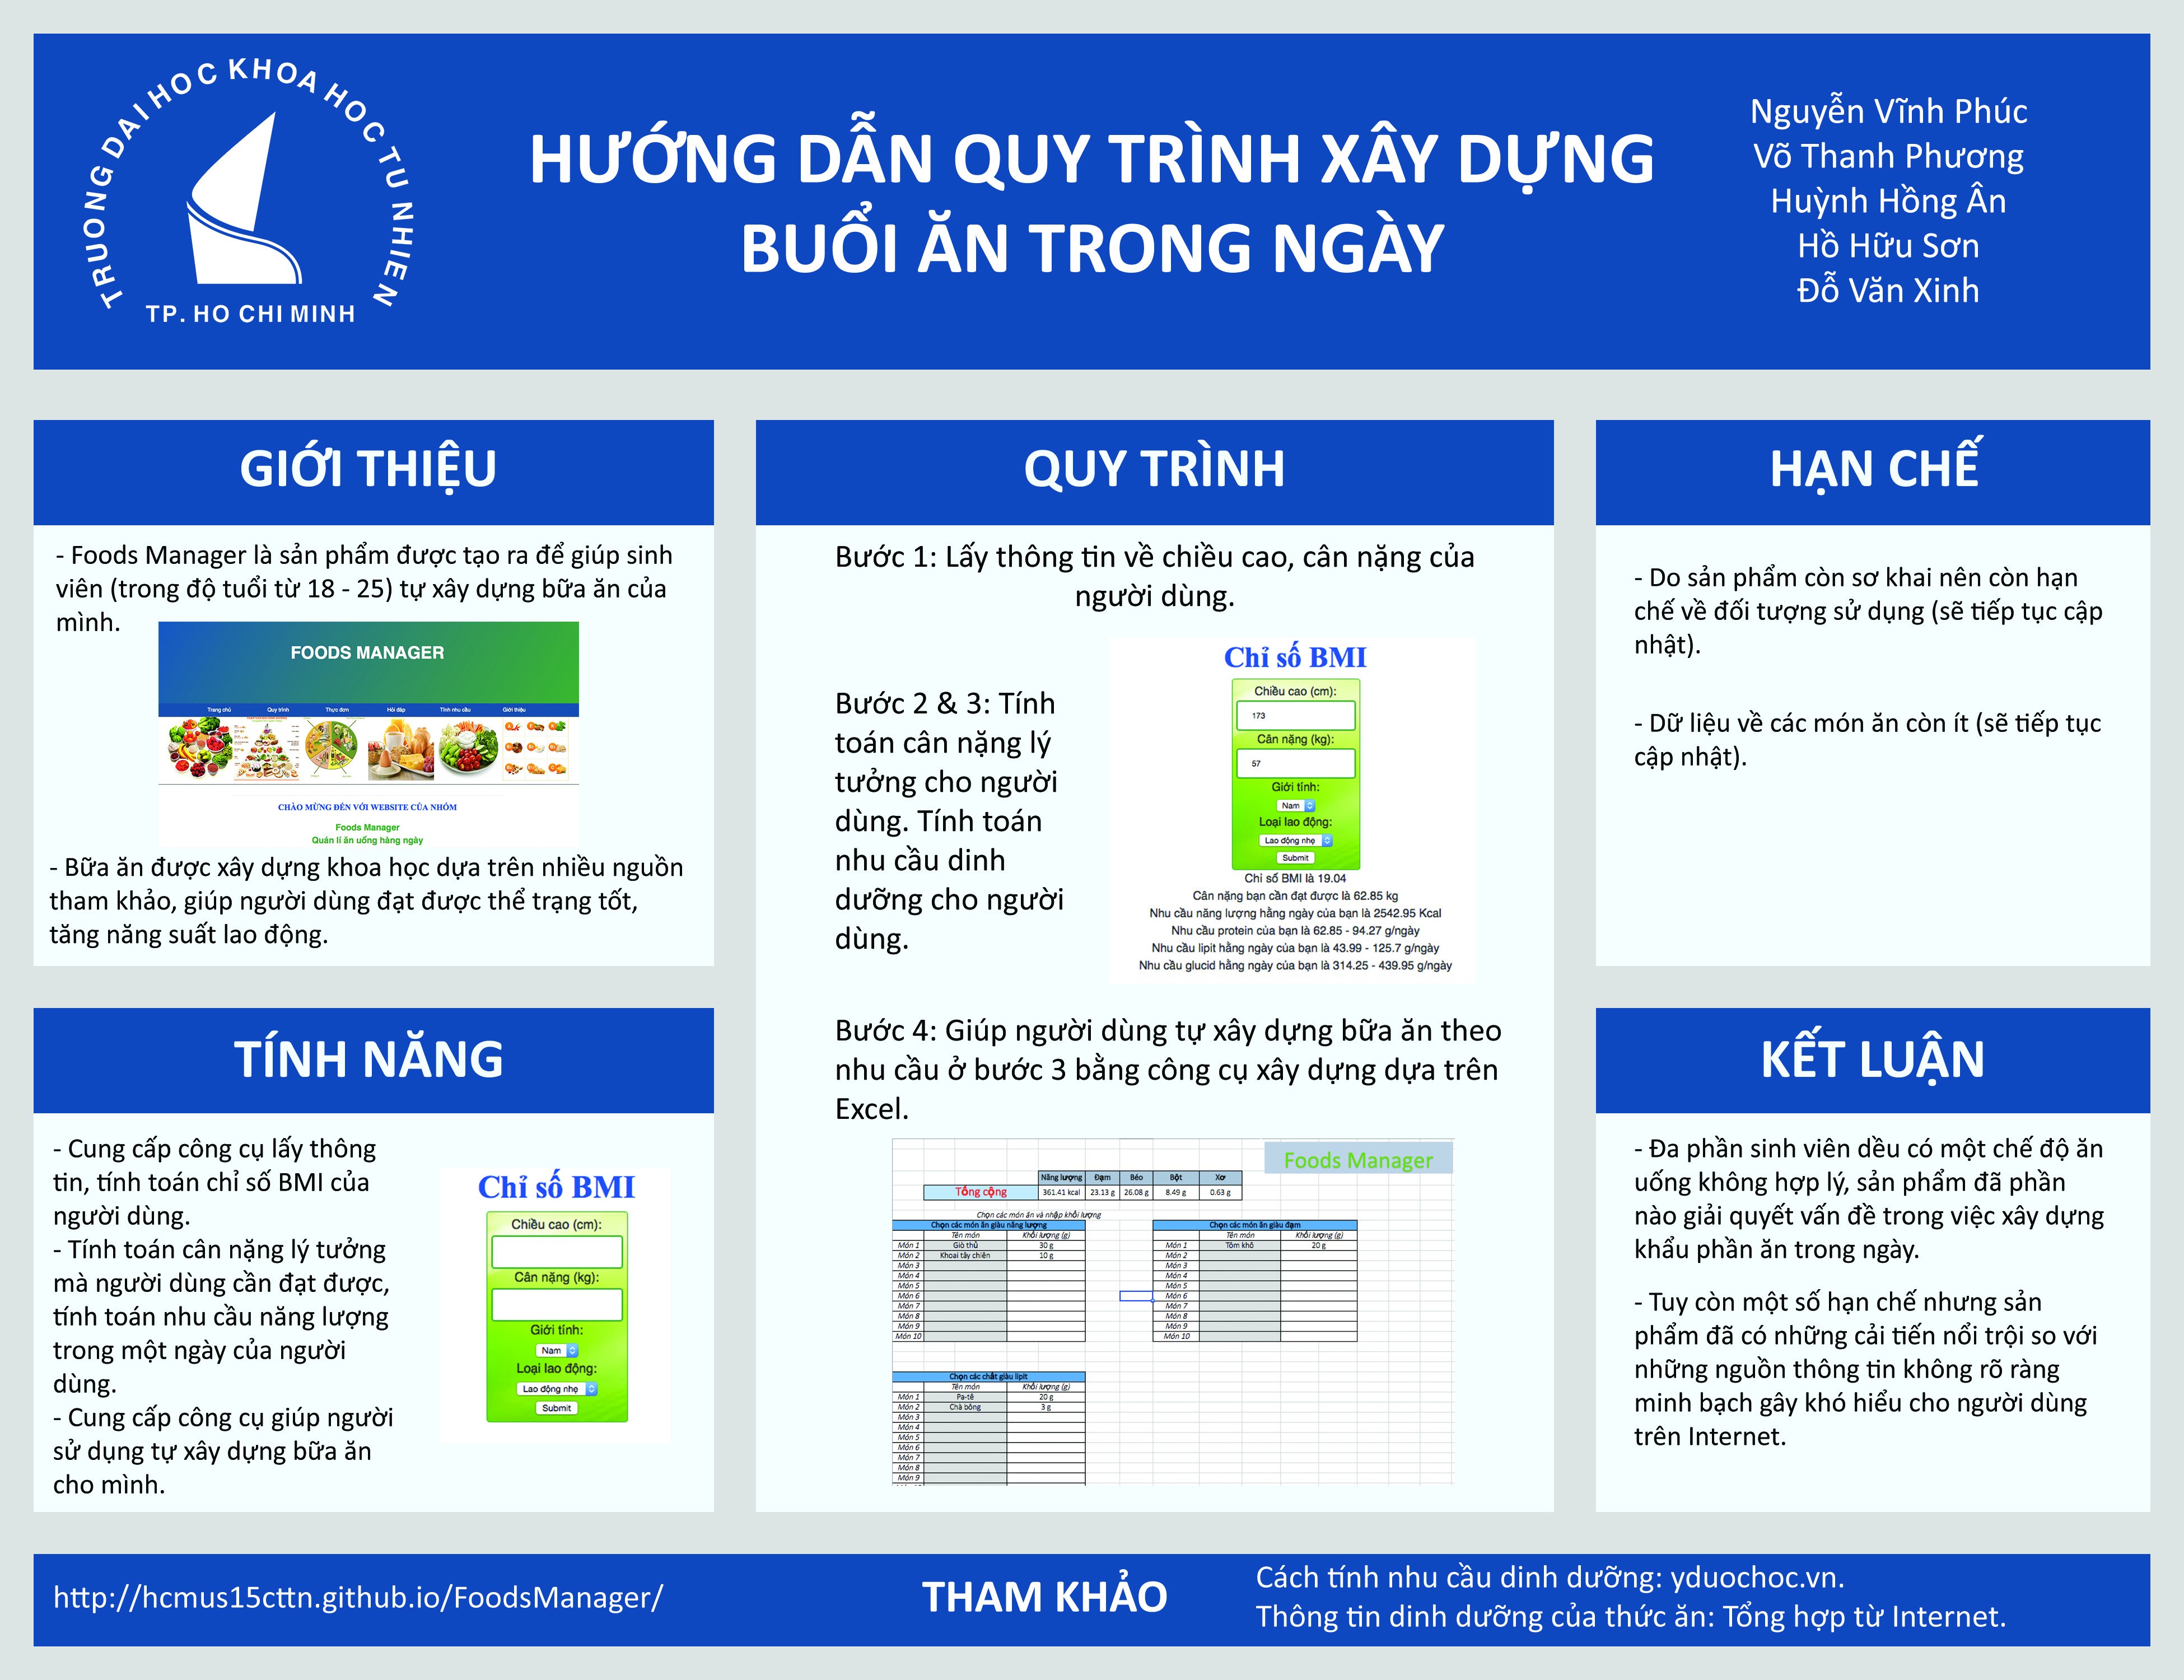 TRUONG DAI HOC KHOA HOC TU NHIEN
TP. HO CHI MINH
HƯỚNG DẪN QUY TRÌNH XÂY DỰNG
BUỔI ĂN TRONG NGÀY
Nguyễn Vĩnh Phúc
Võ Thanh Phương
Huỳnh Hồng Ân
Hồ Hữu Sơn
Đỗ Văn Xinh
GIỚI THIỆU
- Foods Manager là sản phẩm được tạo ra để giúp sinh
viên (trong độ tuổi từ 18 - 25) tự xây dựng bữa ăn của
mình.
FOODS MANAGER
Trang chủ Quy trình Thực đơn Hỏi đáp Tính nhu cầu Giới thiệu
CHÀO MỪNG ĐẾN VỚI WEBSITE CỦA NHÓM
Foods Manager
Quản lí ăn uống hàng ngày
- Bữa ăn được xây dựng khoa học dựa trên nhiều nguồn
tham khảo, giúp người dùng đạt được thể trạng tốt,
tăng năng suất lao động.
TÍNH NĂNG
- Cung cấp công cụ lấy thông
tin, tính toán chỉ số BMI của
người dùng.
- Tính toán cân nặng lý tưởng
mà người dùng cần đạt được,
tính toán nhu cầu năng lượng
trong một ngày của người
dùng.
- Cung cấp công cụ giúp người
sử dụng tự xây dựng bữa ăn
cho mình.
Chỉ số BMI
Chiều cao (cm):
Cân nặng (kg):
Giới tính:
Nam
Loại lao động:
Lao động nhẹ
Submit
QUY TRÌNH
Bước 1: Lấy thông tin về chiều cao, cân nặng của
người dùng.
Bước 2 & 3: Tính
toán cân nặng lý
tưởng cho người
dùng. Tính toán
nhu cầu dinh
dưỡng cho người
dùng.
Chỉ số BMI
Chiều cao (cm):
173
Cân nặng (kg):
57
Giới tính:
Nam
Loại lao động:
Lao động nhẹ
Submit
Chỉ số BMI là 19.04
Cân nặng bạn cần đạt được là 62.85 kg
Nhu cầu năng lượng hằng ngày của bạn là 2542.95 Kcal
Nhu cầu protein của bạn là 62.85 - 94.27 g/ngày
Nhu cầu lipit hằng ngày của bạn là 43.99 - 125.7 g/ngày
Nhu cầu glucid hằng ngày của bạn là 314.25 - 439.95 g/ngày
Bước 4: Giúp người dùng tự xây dựng bữa ăn theo
nhu cầu ở bước 3 bằng công cụ xây dựng dựa trên
Excel.
Foods Manager
Năng lượng Đạm Béo Bột Xơ
Tổng cộng 361.41 kcal 23.13 g 26.08 g 8.49 g 0.63 g
Chọn các món ăn và nhập khối lượng
Chọn các món ăn giàu năng lượng Chọn các món ăn giàu đạm
Tên món Khối lượng (g) Tên món Khối lượng (g)
Món 1 Giò thủ 30 g Món 1 Tôm khô 20 g
Món 2 Khoai tây chiên 10 g Món 2
Món 3 Món 3
Món 4 Món 4
Món 5 Món 5
Món 6 Món 6
Món 7 Món 7
Món 8 Món 8
Món 9 Món 9
Món 10 Món 10
Chọn các chất giàu lipit
Tên món Khối lượng (g)
Món 1 Pa-tê 20 g
Món 2 Chà bông 3 g
Món 3
Món 4
Món 5
Món 6
Món 7
Món 8
Món 9
HẠN CHẾ
- Do sản phẩm còn sơ khai nên còn hạn
chế về đối tượng sử dụng (sẽ tiếp tục cập
nhật).
- Dữ liệu về các món ăn còn ít (sẽ tiếp tục
cập nhật).
KẾT LUẬN
- Đa phần sinh viên dều có một chế độ ăn
uống không hợp lý, sản phẩm đã phần
nào giải quyết vấn đề trong việc xây dựng
khẩu phần ăn trong ngày.
- Tuy còn một số hạn chế nhưng sản
phẩm đã có những cải tiến nổi trội so với
những nguồn thông tin không rõ ràng
minh bạch gây khó hiểu cho người dùng
trên Internet.
http://hcmus15cttn.github.io/FoodsManager/
THAM KHẢO
Cách tính nhu cầu dinh dưỡng: yduochoc.vn.
Thông tin dinh dưỡng của thức ăn: Tổng hợp từ Internet.